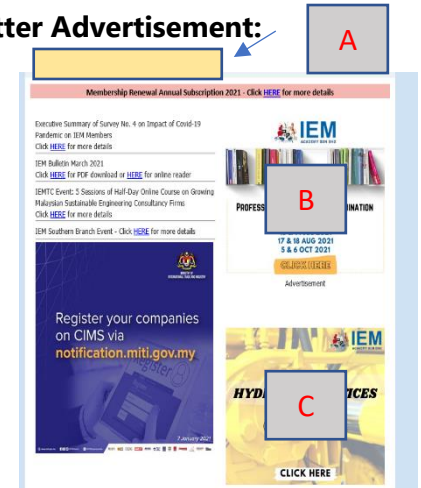 tter Advertisement:
A
Membership Renewal Annual Subscription 2021 - Click HERE for more details
Executive Summary of Survey No. 4 on Impact of Covid-19
Pandemic on IEM Members
Click HERE for more details
IEM Bulletin March 2021
Click HERE for PDF download or HERE for online reader
IEMTC Event: 5 Sessions of Half-Day Online Course on Growing
Malaysian Sustainable Engineering Consultancy Firms
Click HERE for more details
IEM Southern Branch Event - Click HERE for more details
Register your companies
on CIMS via
notification.miti.gov.my
7 January 2021
IEM
ACADEMY SDN BHD
PROFESS
B
INATION
17 & 18 AUG 2021
5 & 6 OCT 2021
CLICK HERE
Advertisement
IEM
HYD
C
ICES
CLICK HERE